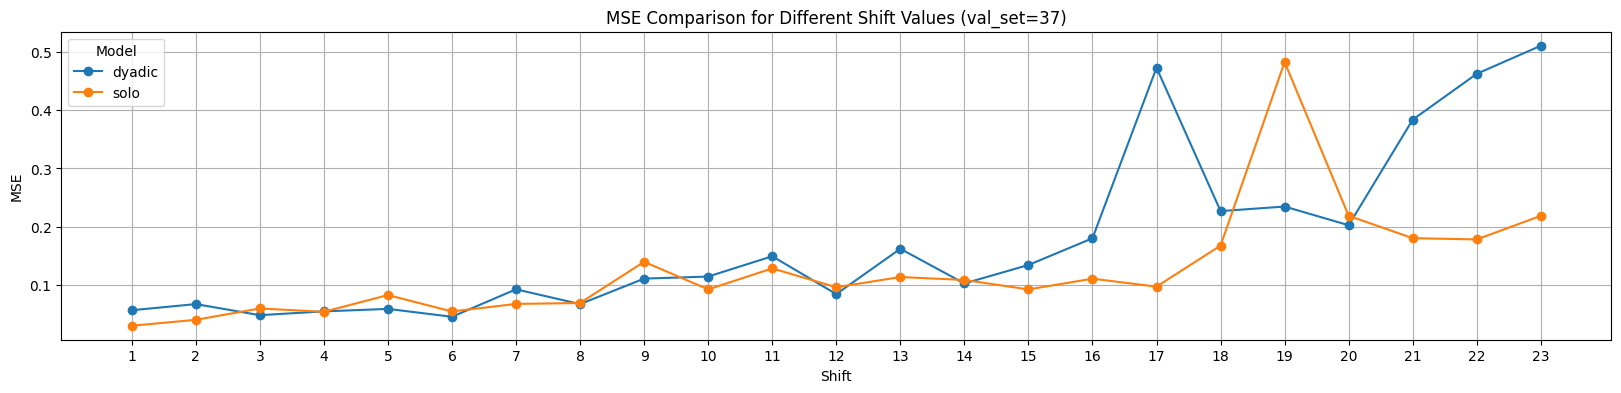 MSE Comparison for Different Shift Values (val_set=37)
Model
dyadic
solo
MSE
0.5
0.4
0.3
0.2
0.1
1 2 3 4 5 6 7 8 9 10 11 12 13 14 15 16 17 18 19 20 21 22 23
Shift